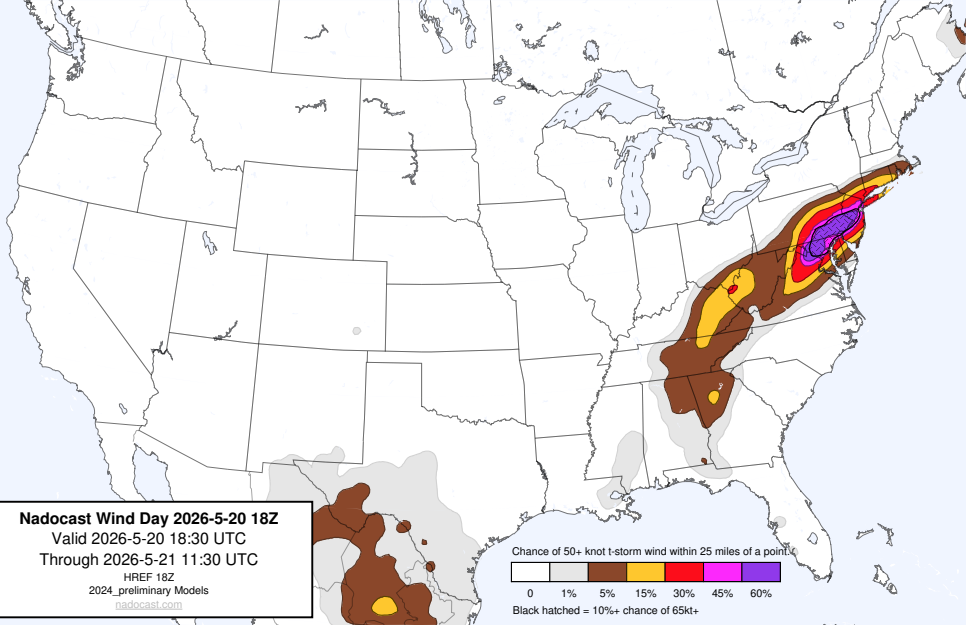 Nadocast Wind Day 2026-5-20 18Z
Valid 2026-5-20 18:30 UTC
Through 2026-5-21 11:30 UTC
HREF 18Z
2024_preliminary Models
nadocast.com
Chance of 50+ knot t-storm wind within 25 miles of a point.
0 1% 5% 15% 30% 45% 60%
Black hatched = 10%+ chance of 65kt+